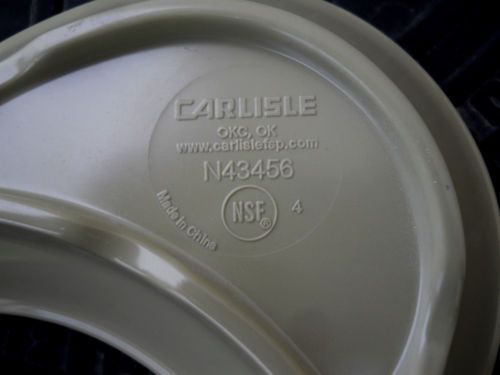 CARLISLE
OKC, OK
www.carlislefsp.com
N43456
NSF® 4
Made in China